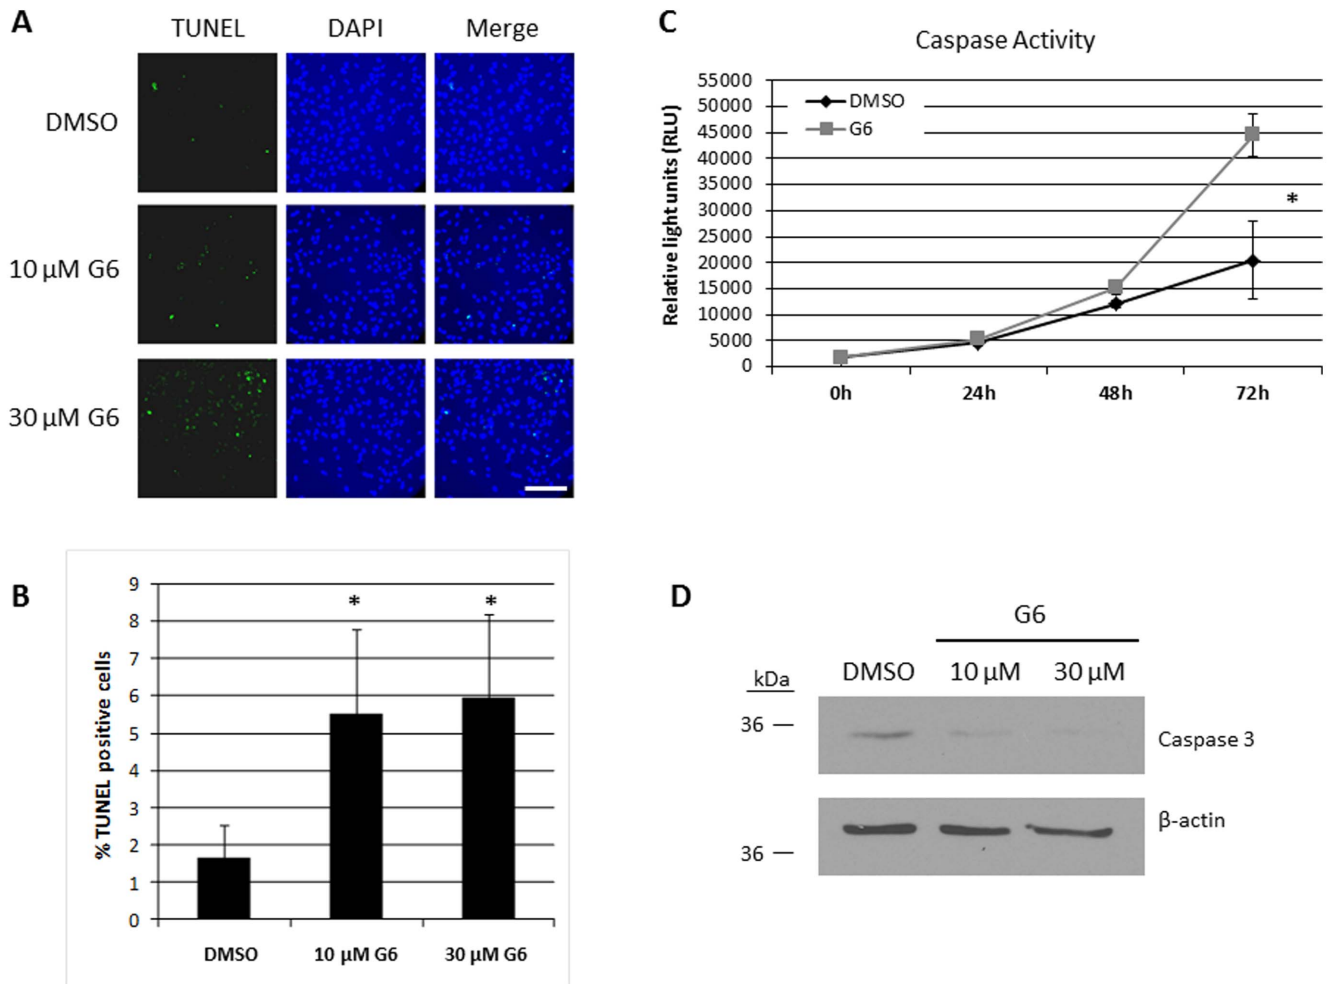 A
TUNEL DAPI Merge
DMSO
10 µM G6
30 µM G6
B
% TUNEL positive cells
9
8
7
6
5
4
3
2
1
0
* *
DMSO 10 µM G6 30 µM G6
C
Caspase Activity
Relative light units (RLU)
55000
50000
45000
40000
35000
30000
25000
20000
15000
10000
5000
0
DMSO
G6
*
0h 24h 48h 72h
D
G6
kDa DMSO 10 µM 30 µM
36
Caspase 3
β-actin
36